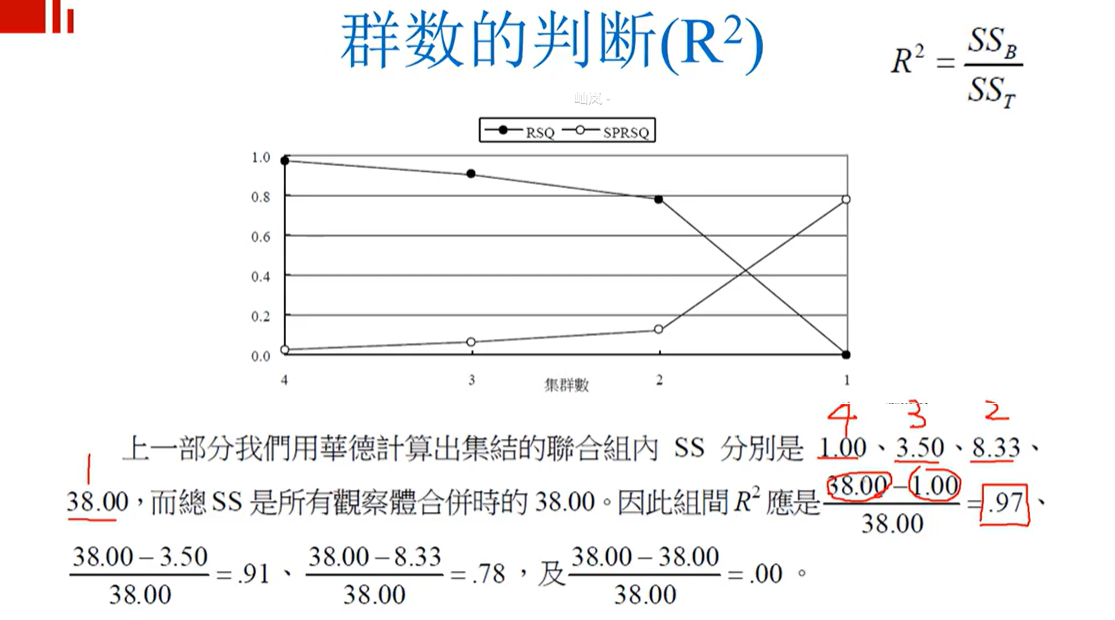 群数的判断(R²)
R² = SS_B / SS_T
屾岚 -
RSQ SPRSQ
1.0
0.8
0.6
0.4
0.2
0.0
4 3 2 1
集群數
4 3 2
上一部分我們用華德計算出集結的聯合組內 SS 分別是 1.00、3.50、8.33、
1
38.00，而總 SS 是所有觀察體合併時的 38.00。因此組間 R² 應是 (38.00 − 1.00) / 38.00 = .97、
(38.00 − 3.50) / 38.00 = .91、(38.00 − 8.33) / 38.00 = .78，及 (38.00 − 38.00) / 38.00 = .00。